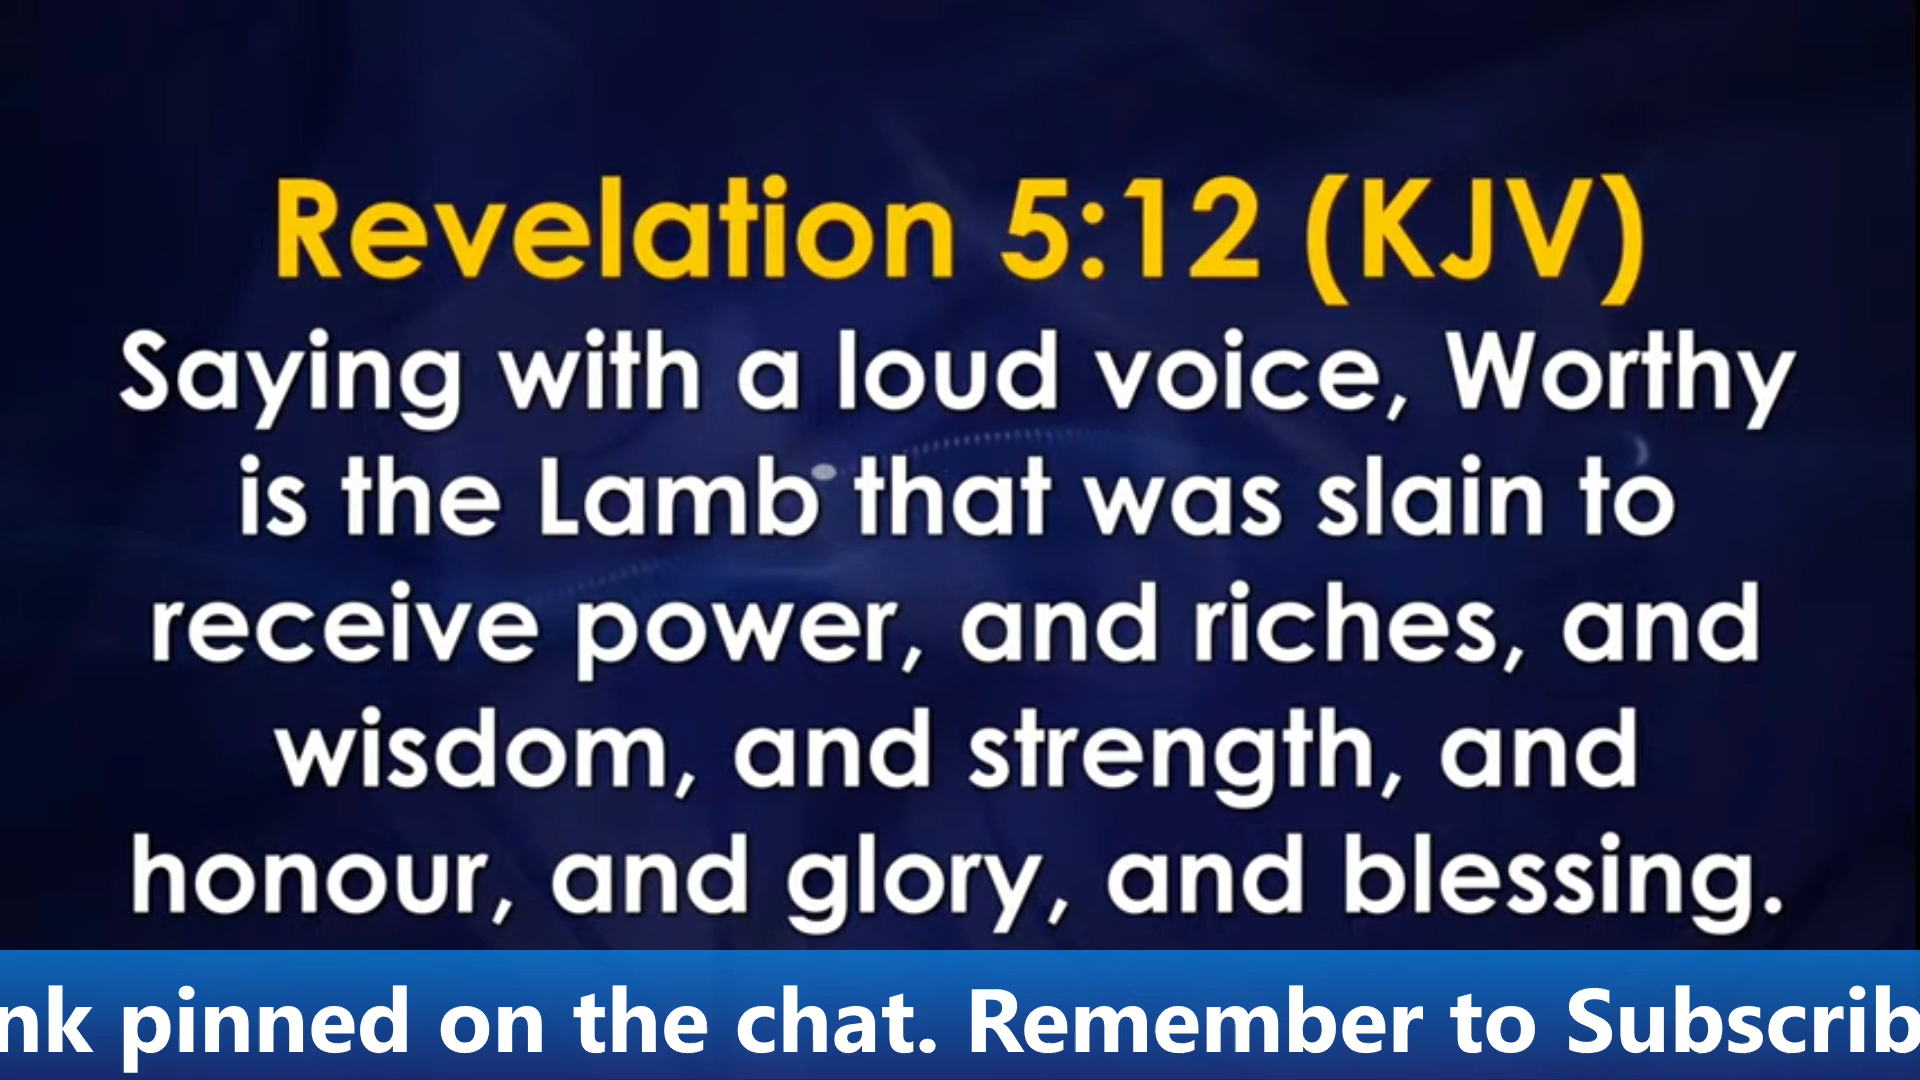 Revelation 5:12 (KJV)
Saying with a loud voice, Worthy
is the Lamb that was slain to
receive power, and riches, and
wisdom, and strength, and
honour, and glory, and blessing.
nk pinned on the chat. Remember to Subscrib